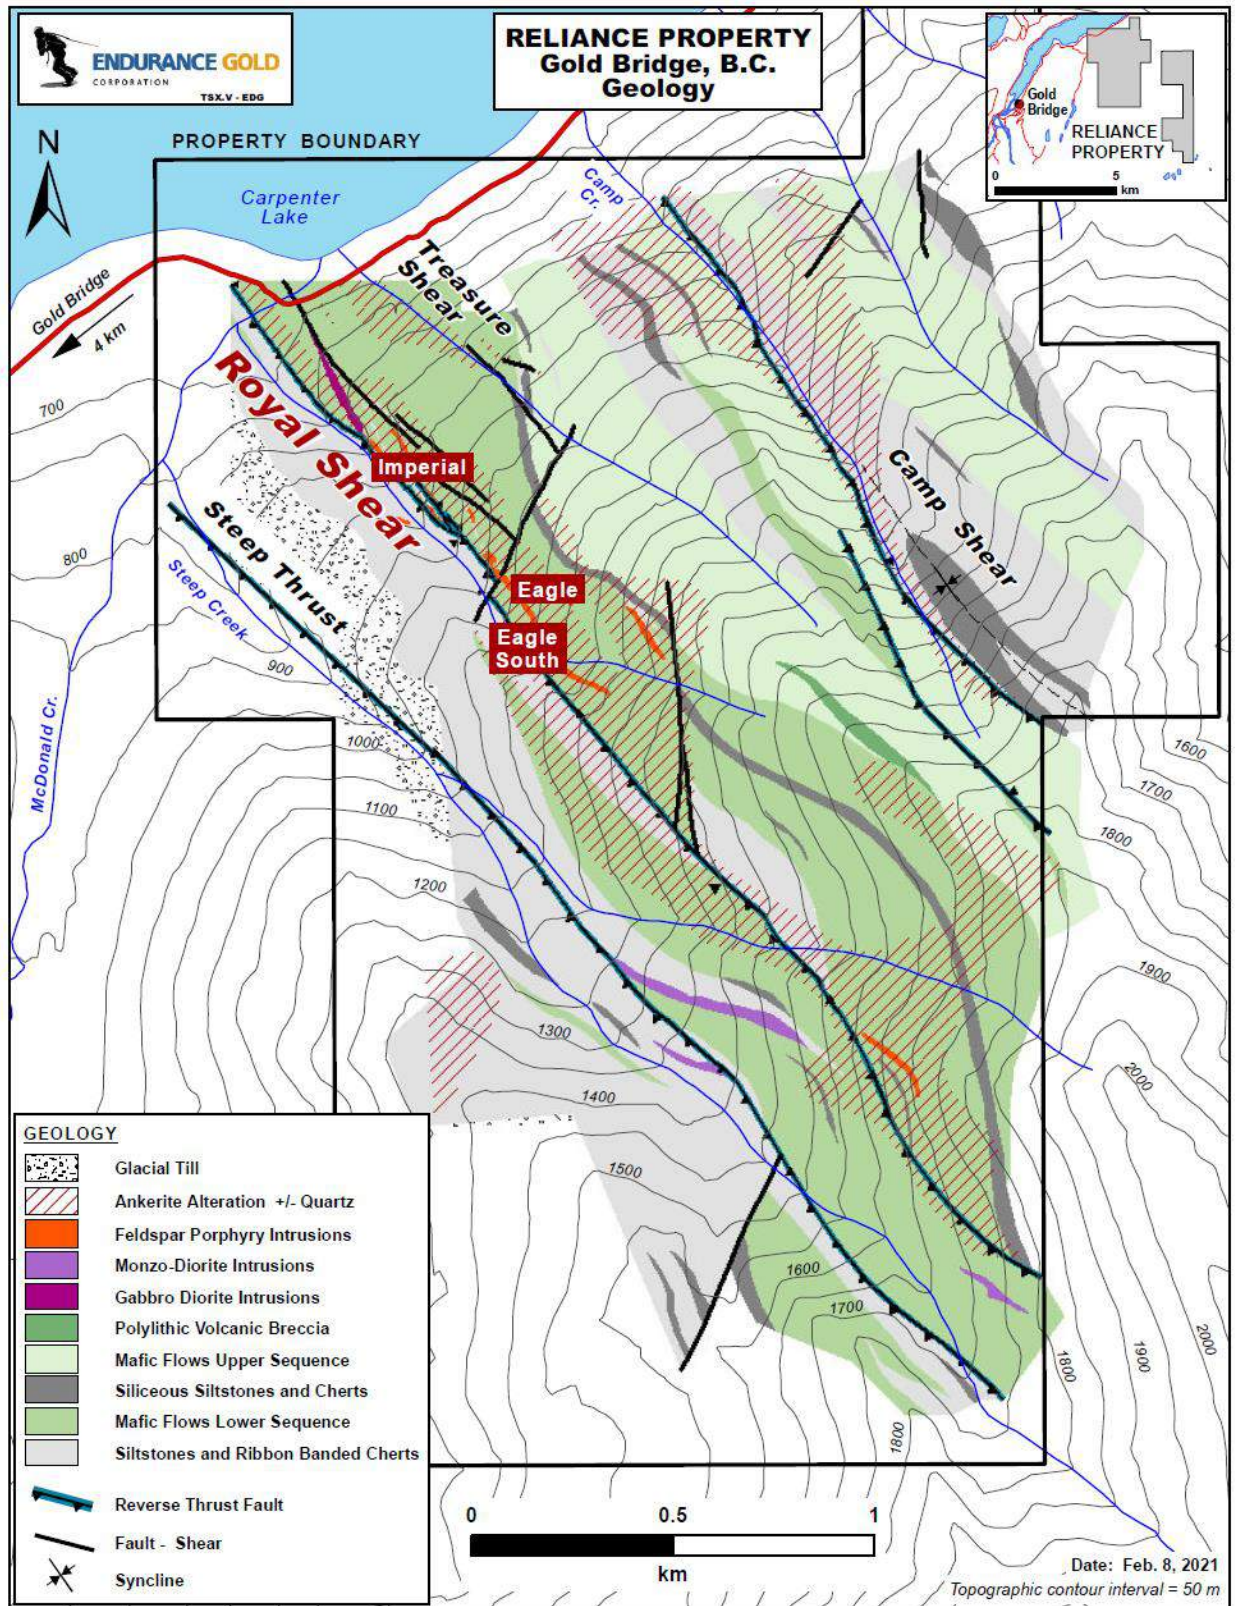 ENDURANCE GOLD
CORPORATION
TSX.V - EDG
RELIANCE PROPERTY
Gold Bridge, B.C.
Geology
Gold
Bridge
RELIANCE
PROPERTY
0 5
km
N
PROPERTY BOUNDARY
Carpenter
Lake
Camp
Cr.
Treasure
Shear
Gold Bridge
4 km
Royal Shear
Imperial
Camp Shear
700
Steep Thrust
800
Steep Creek
Eagle
Eagle
South
900
McDonald Cr.
1000
1600
1700
1100
1800
1200
1900
1300
2000
1400
1500
1600
1700
1800
1900
2000
1800
GEOLOGY
Glacial Till
Ankerite Alteration +/- Quartz
Feldspar Porphyry Intrusions
Monzo-Diorite Intrusions
Gabbro Diorite Intrusions
Polylithic Volcanic Breccia
Mafic Flows Upper Sequence
Siliceous Siltstones and Cherts
Mafic Flows Lower Sequence
Siltstones and Ribbon Banded Cherts
Reverse Thrust Fault
Fault - Shear
Syncline
0 0.5 1
km
Date: Feb. 8, 2021
Topographic contour interval = 50 m